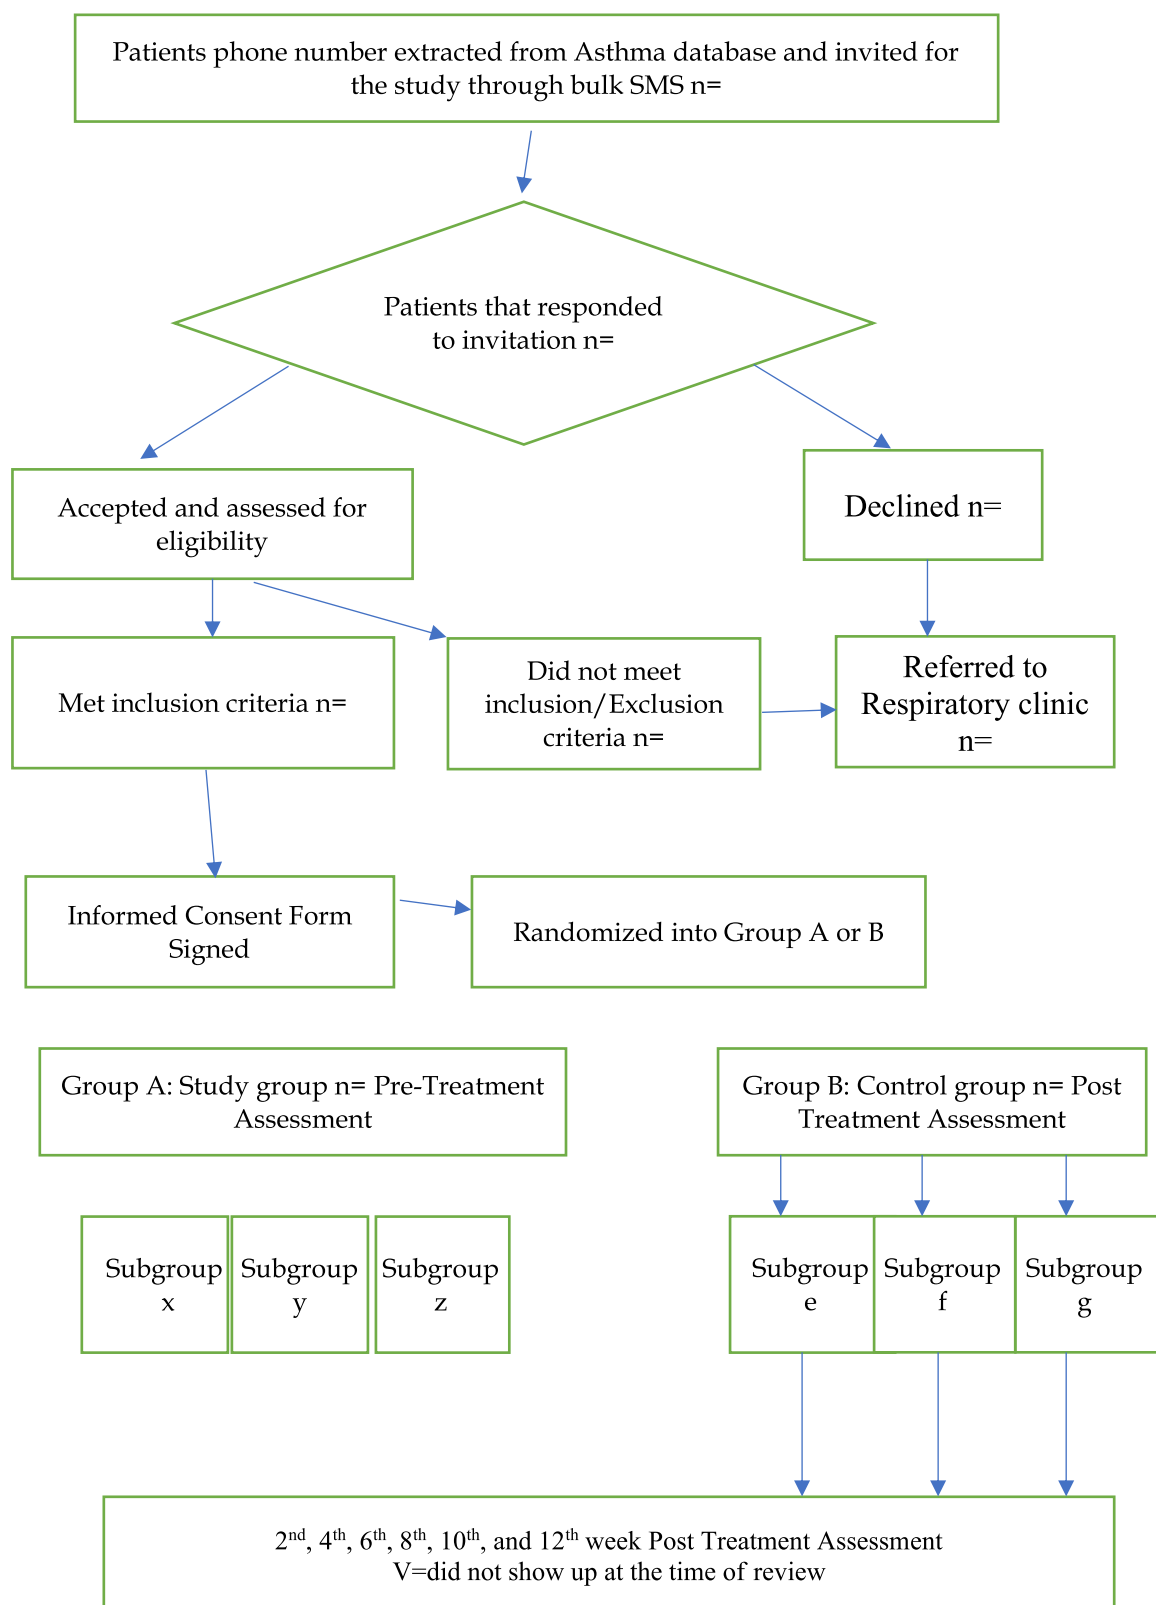 Patients phone number extracted from Asthma database and invited for
the study through bulk SMS n=
Patients that responded
to invitation n=
Accepted and assessed for
eligibility
Declined n=
Met inclusion criteria n=
Did not meet
inclusion/Exclusion
criteria n=
Referred to
Respiratory clinic
n=
Informed Consent Form
Signed
Randomized into Group A or B
Group A: Study group n= Pre-Treatment
Assessment
Group B: Control group n= Post
Treatment Assessment
Subgroup
x
Subgroup
y
Subgroup
z
Subgroup
e
Subgroup
f
Subgroup
g
2nd, 4th, 6th, 8th, 10th, and 12th week Post Treatment Assessment
V=did not show up at the time of review